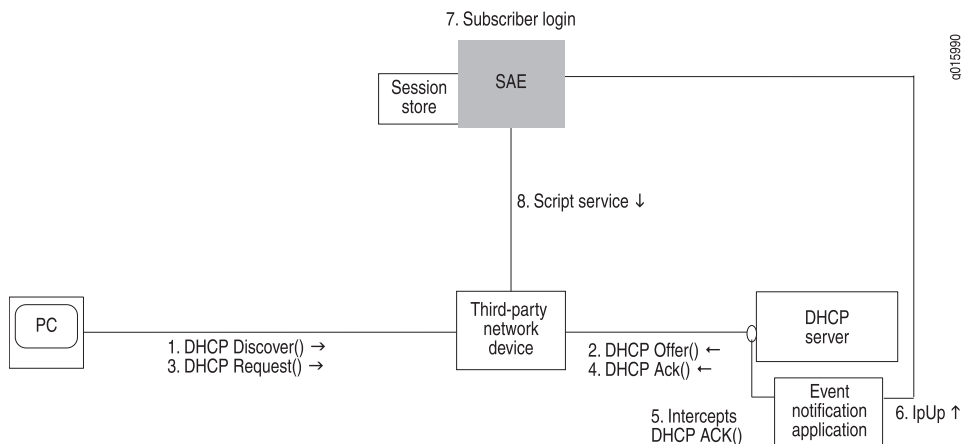 7. Subscriber login
g015990
SAE
Session
store
8. Script service ↓
Third-party
network
device
PC
DHCP
server
1. DHCP Discover() →
3. DHCP Request() →
2. DHCP Offer() ←
4. DHCP Ack() ←
Event
notification
application
5. Intercepts
DHCP ACK()
6. IpUp ↑